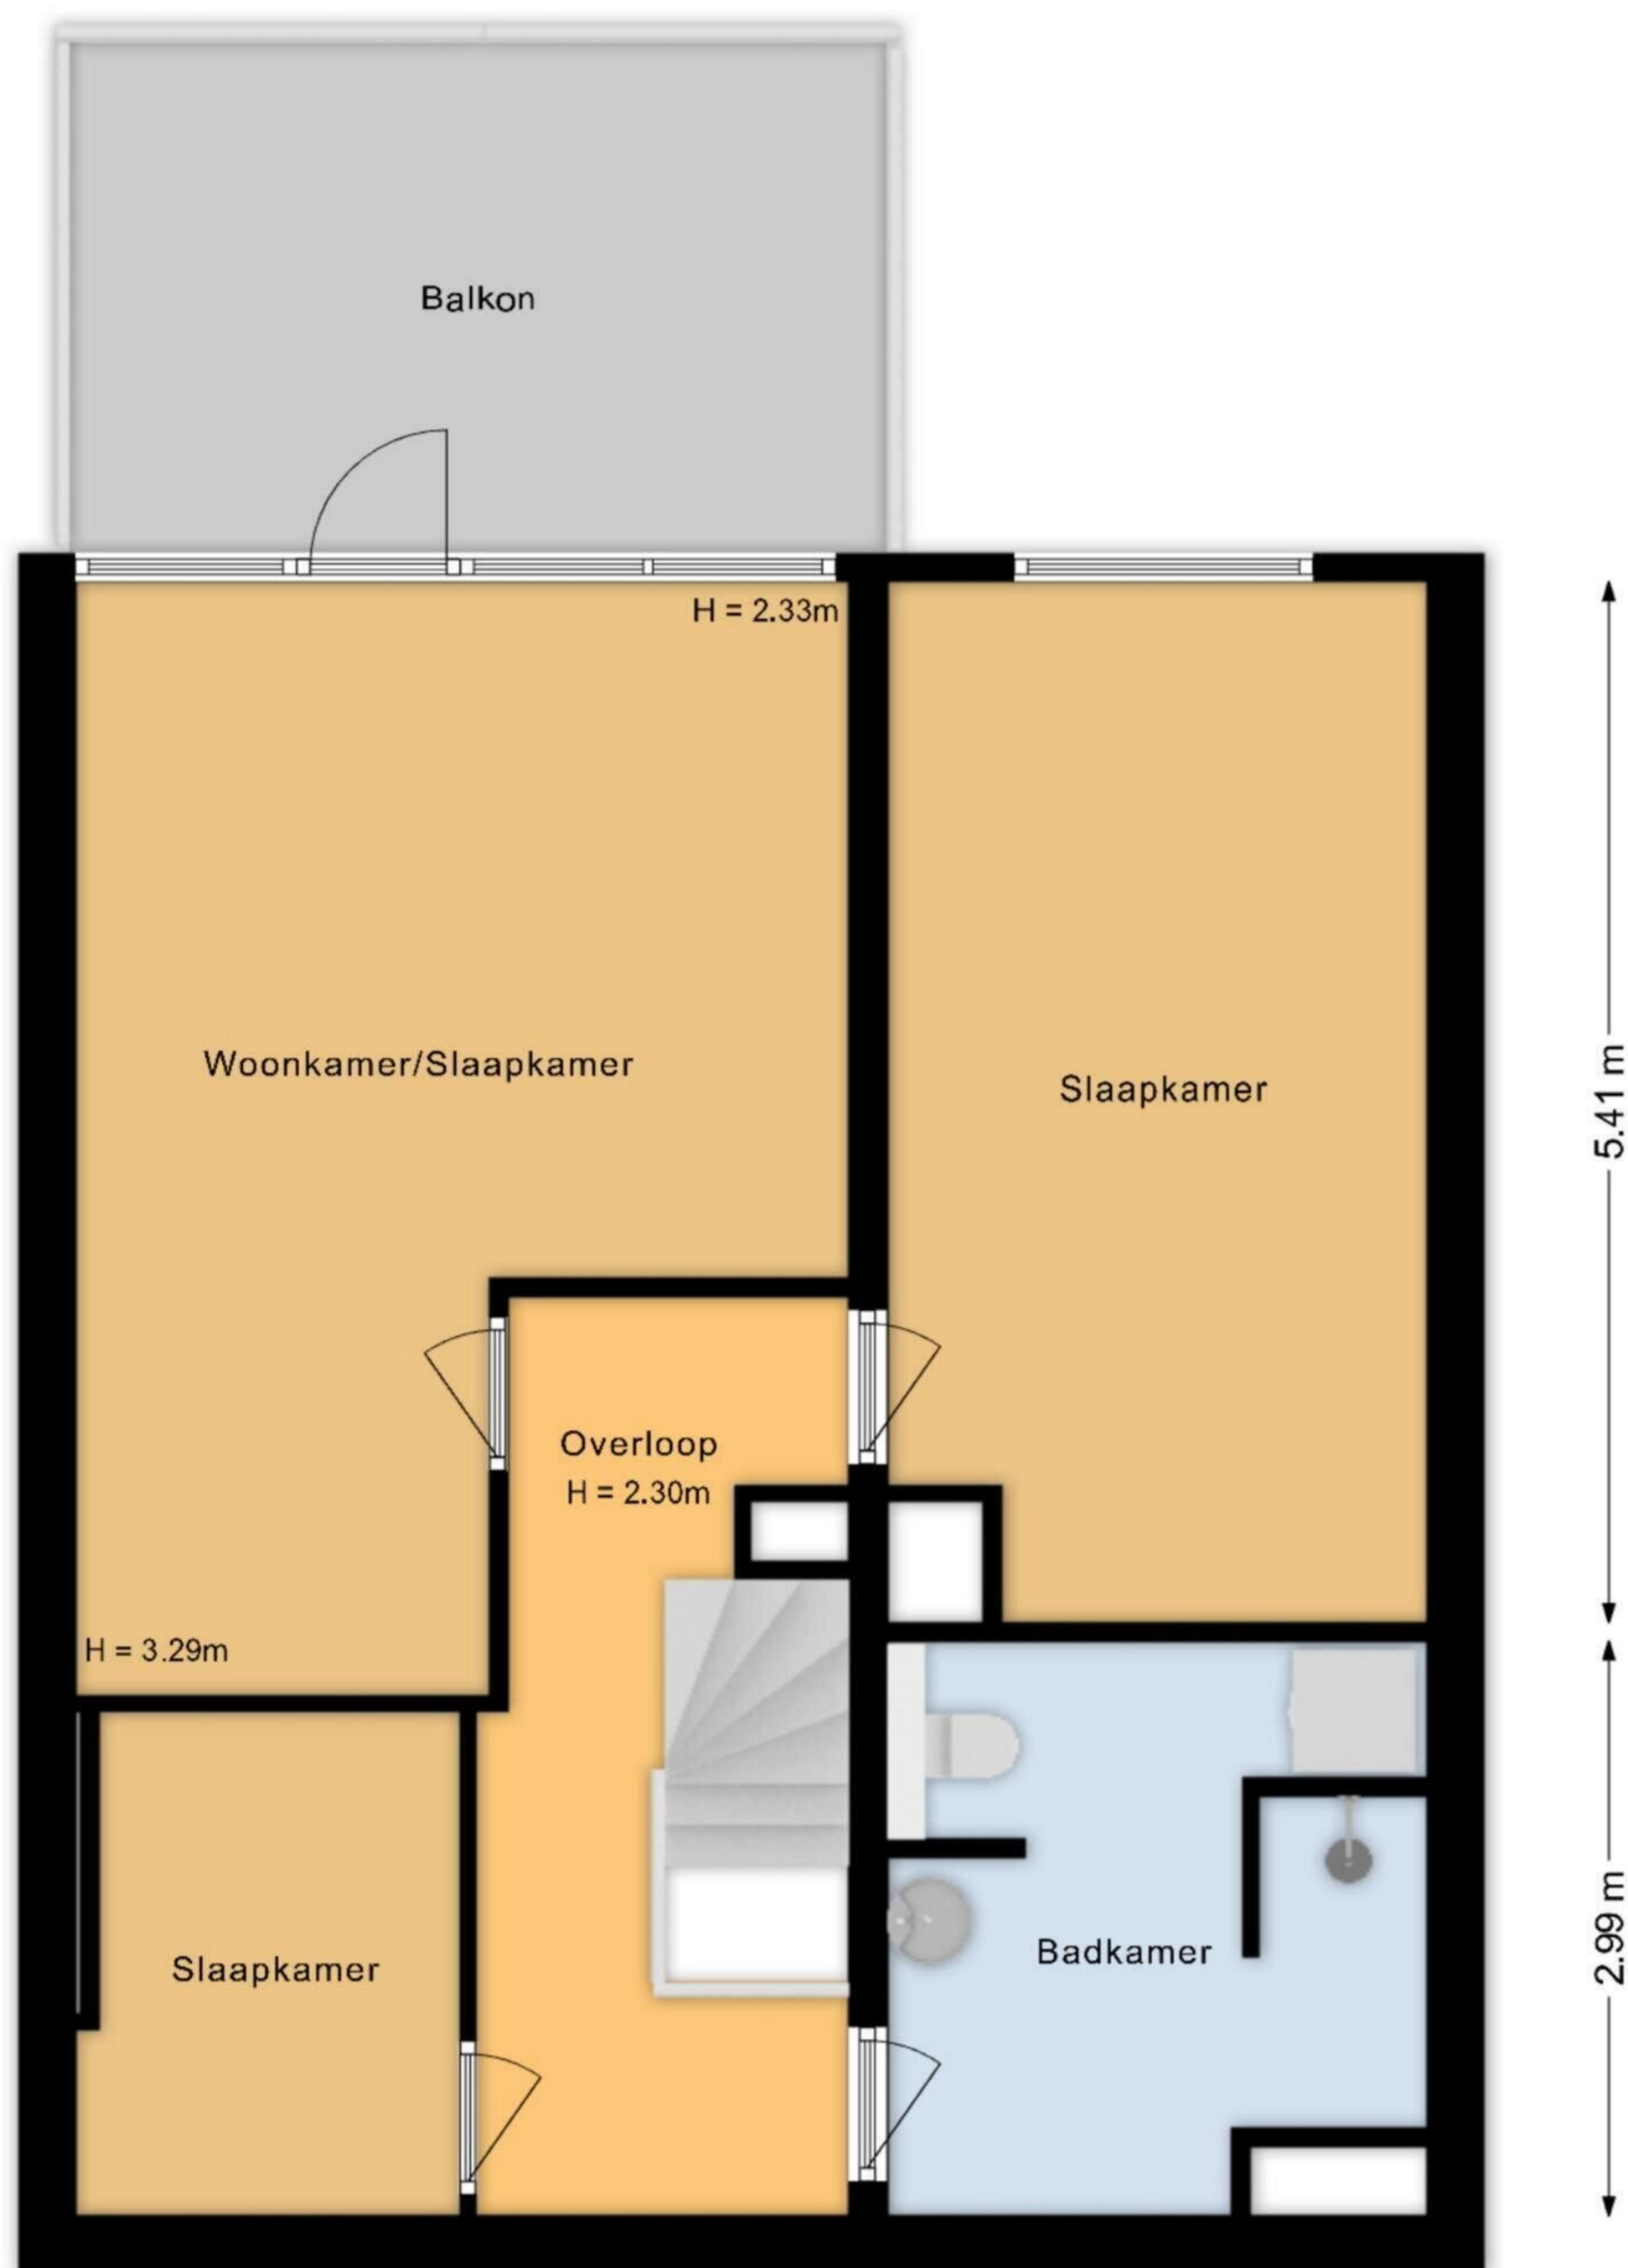 Balkon
H = 2.33m
Woonkamer/Slaapkamer
Slaapkamer
5.41 m
Overloop
H = 2.30m
H = 3.29m
Slaapkamer
Badkamer
2.99 m